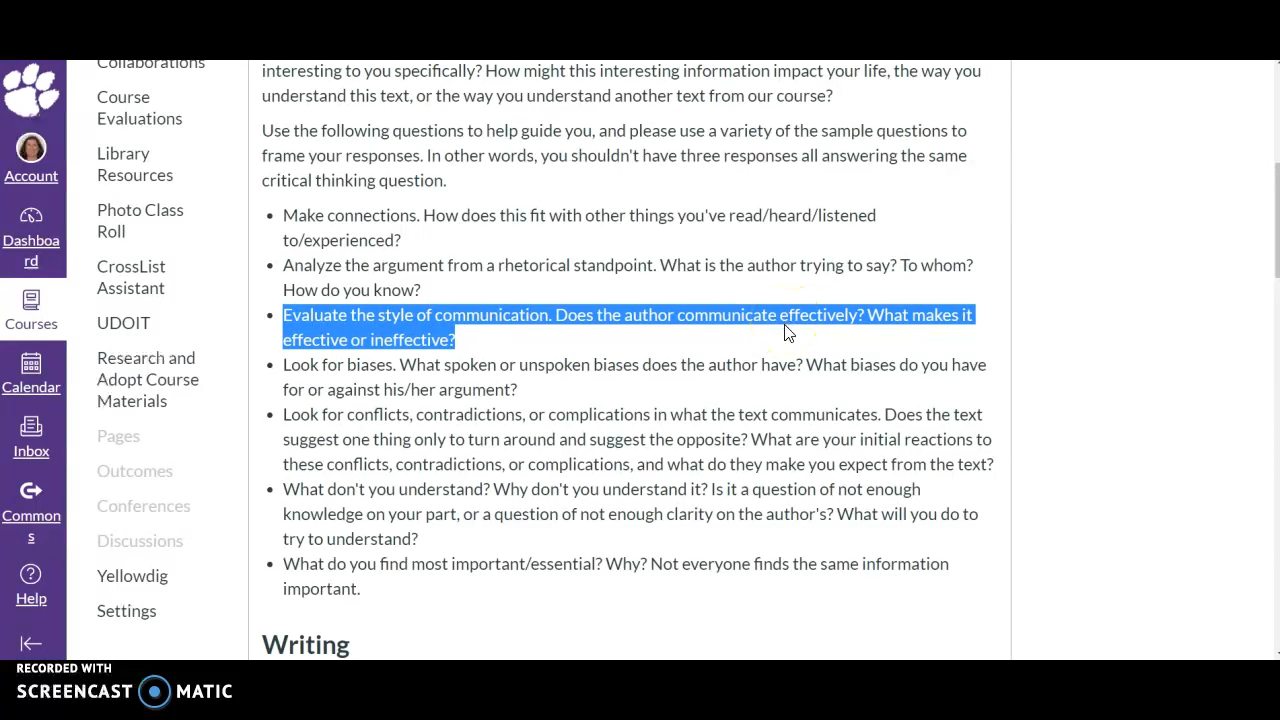 Collaborations
Course
Evaluations
Library
Resources
Photo Class
Roll
CrossList
Assistant
UDOIT
Research and
Adopt Course
Materials
Pages
Outcomes
Conferences
Discussions
Yellowdig
Settings
Account
Dashboa
rd
Courses
Calendar
Inbox
Common
s
Help
interesting to you specifically? How might this interesting information impact your life, the way you
understand this text, or the way you understand another text from our course?
Use the following questions to help guide you, and please use a variety of the sample questions to
frame your responses. In other words, you shouldn't have three responses all answering the same
critical thinking question.
• Make connections. How does this fit with other things you've read/heard/listened
to/experienced?
• Analyze the argument from a rhetorical standpoint. What is the author trying to say? To whom?
How do you know?
• Evaluate the style of communication. Does the author communicate effectively? What makes it
effective or ineffective?
• Look for biases. What spoken or unspoken biases does the author have? What biases do you have
for or against his/her argument?
• Look for conflicts, contradictions, or complications in what the text communicates. Does the text
suggest one thing only to turn around and suggest the opposite? What are your initial reactions to
these conflicts, contradictions, or complications, and what do they make you expect from the text?
• What don't you understand? Why don't you understand it? Is it a question of not enough
knowledge on your part, or a question of not enough clarity on the author's? What will you do to
try to understand?
• What do you find most important/essential? Why? Not everyone finds the same information
important.
Writing
RECORDED WITH
SCREENCAST MATIC